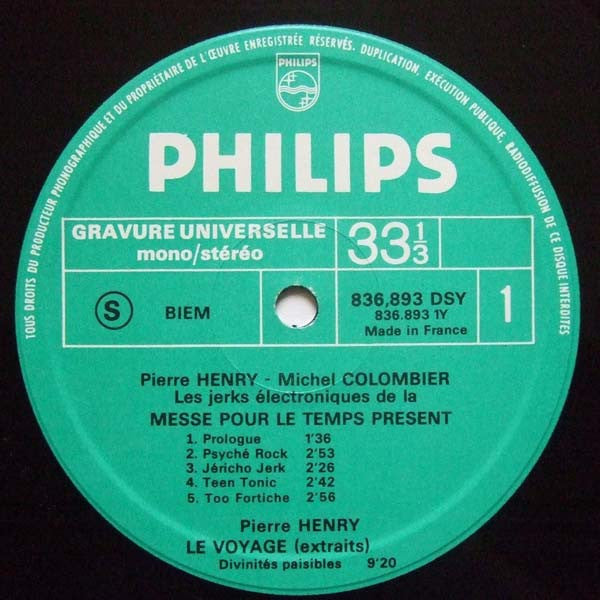 TOUS DROITS DU PRODUCTEUR PHONOGRAPHIQUE ET DU PROPRIÉTAIRE DE L'ŒUVRE ENREGISTRÉE RÉSERVÉS. DUPLICATION, EXÉCUTION PUBLIQUE, RADIODIFFUSION DE CE DISQUE INTERDITES
PHILIPS
PHILIPS
GRAVURE UNIVERSELLE
mono/stéréo
33 1/3
S
BIEM
836,893 DSY
836.893 1Y
Made in France
1
Pierre HENRY - Michel COLOMBIER
Les jerks électroniques de la
MESSE POUR LE TEMPS PRESENT
1. Prologue 1'36
2. Psyché Rock 2'53
3. Jéricho Jerk 2'26
4. Teen Tonic 2'42
5. Too Fortiche 2'56
Pierre HENRY
LE VOYAGE (extraits)
Divinités paisibles 9'20